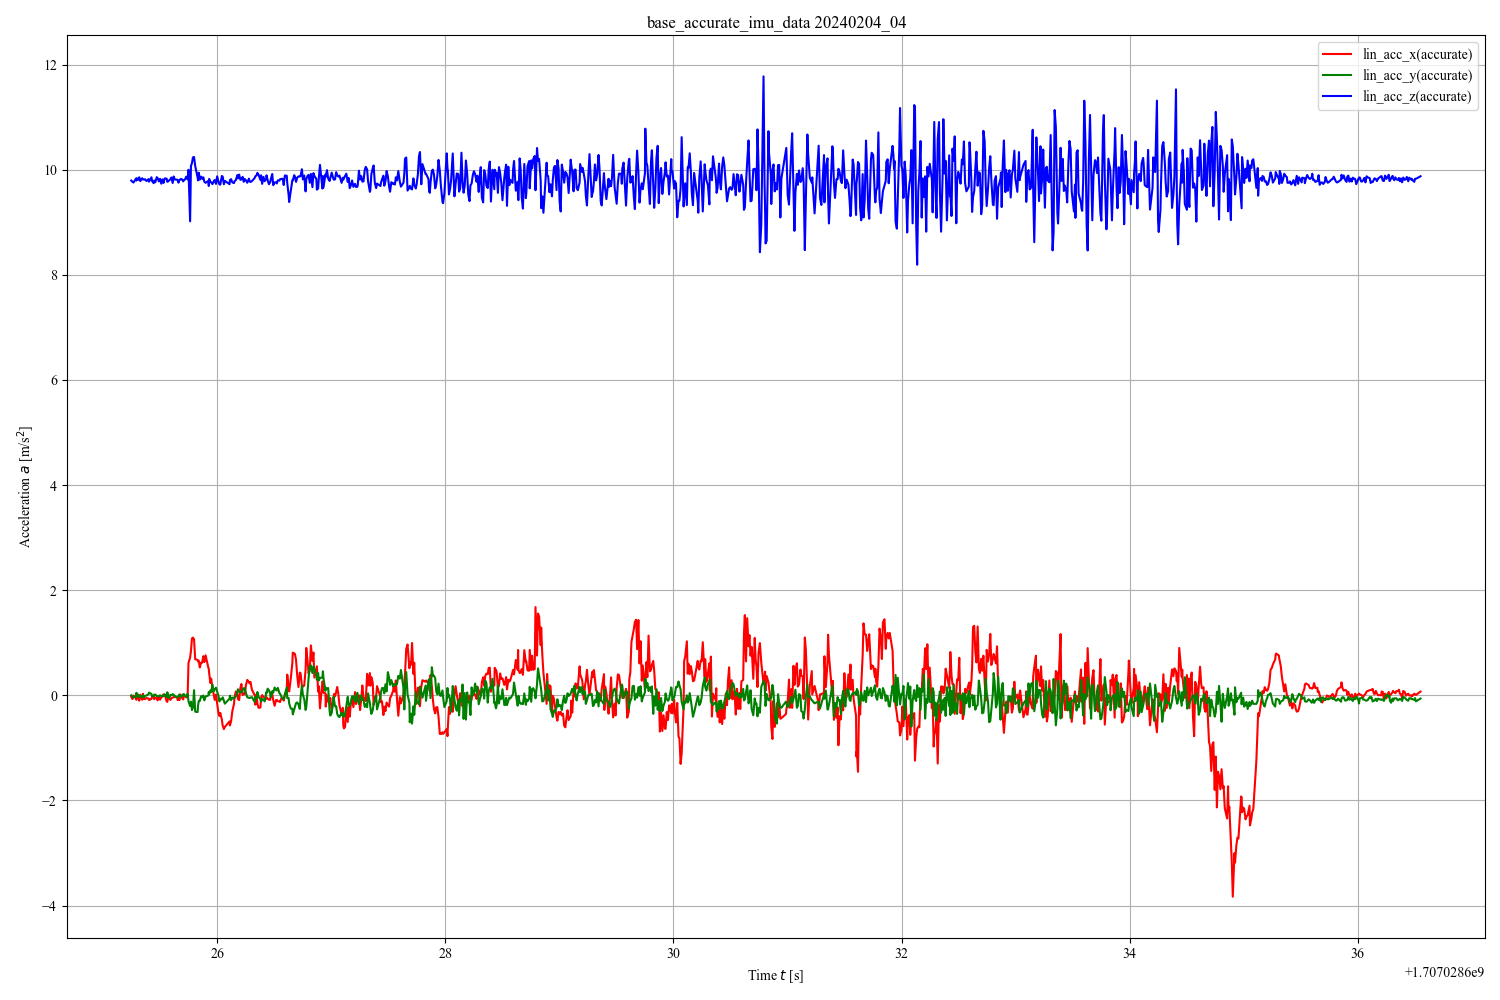 base_accurate_imu_data 20240204_04
lin_acc_x(accurate)
lin_acc_y(accurate)
lin_acc_z(accurate)
12
10
8
6
4
2
0
−2
−4
Acceleration a [m/s²]
26
28
30
32
34
36
Time t [s]
+1.7070286e9